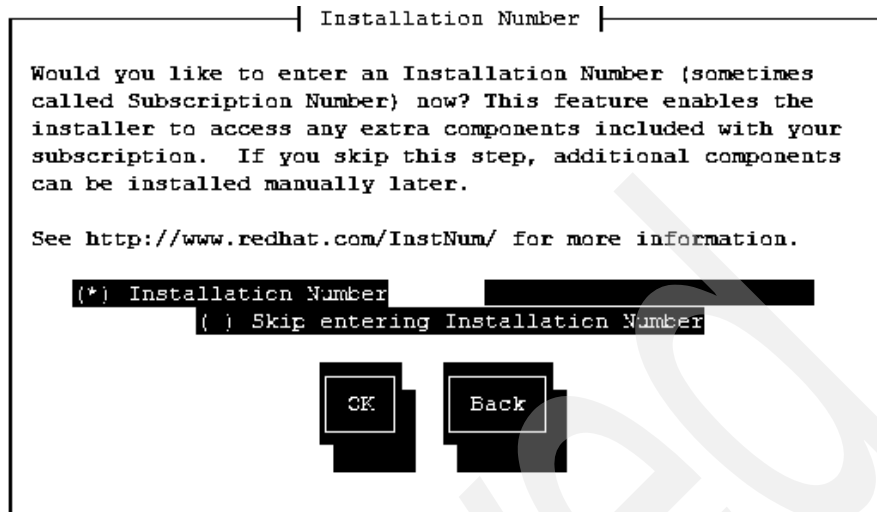 Installation Number
Would you like to enter an Installation Number (sometimes
called Subscription Number) now? This feature enables the
installer to access any extra components included with your
subscription. If you skip this step, additional components
can be installed manually later.
See http://www.redhat.com/InstNum/ for more information.
(*) Installation Number
( ) Skip entering Installation Number
OK Back